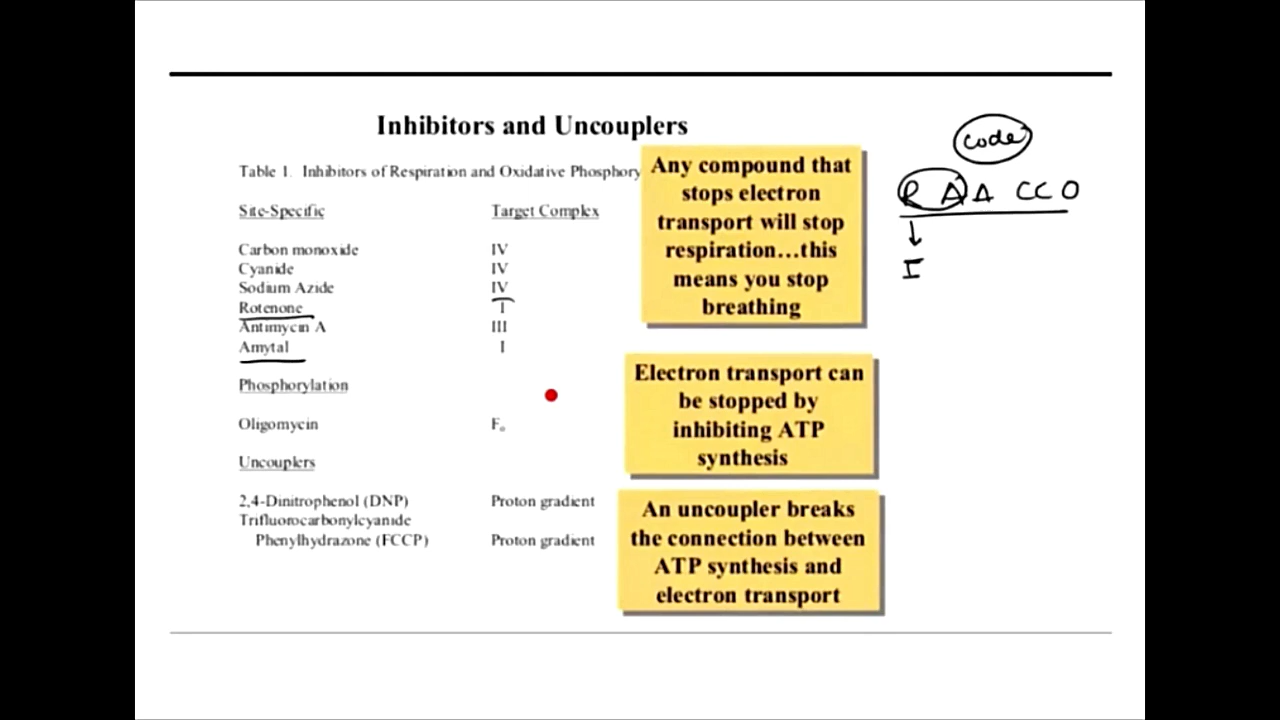 Inhibitors and Uncouplers
Table 1. Inhibitors of Respiration and Oxidative Phosphory
Site-Specific Target Complex
Carbon monoxide IV
Cyanide IV
Sodium Azide IV
Rotenone I
Antimycin A III
Amytal I
Phosphorylation
Oligomycin Fo
Uncouplers
2,4-Dinitrophenol (DNP) Proton gradient
Trifluorocarbonylcyanide
Phenylhydrazone (FCCP) Proton gradient
Any compound that
stops electron
transport will stop
respiration...this
means you stop
breathing
Electron transport can
be stopped by
inhibiting ATP
synthesis
An uncoupler breaks
the connection between
ATP synthesis and
electron transport
code
R A A C C O
I